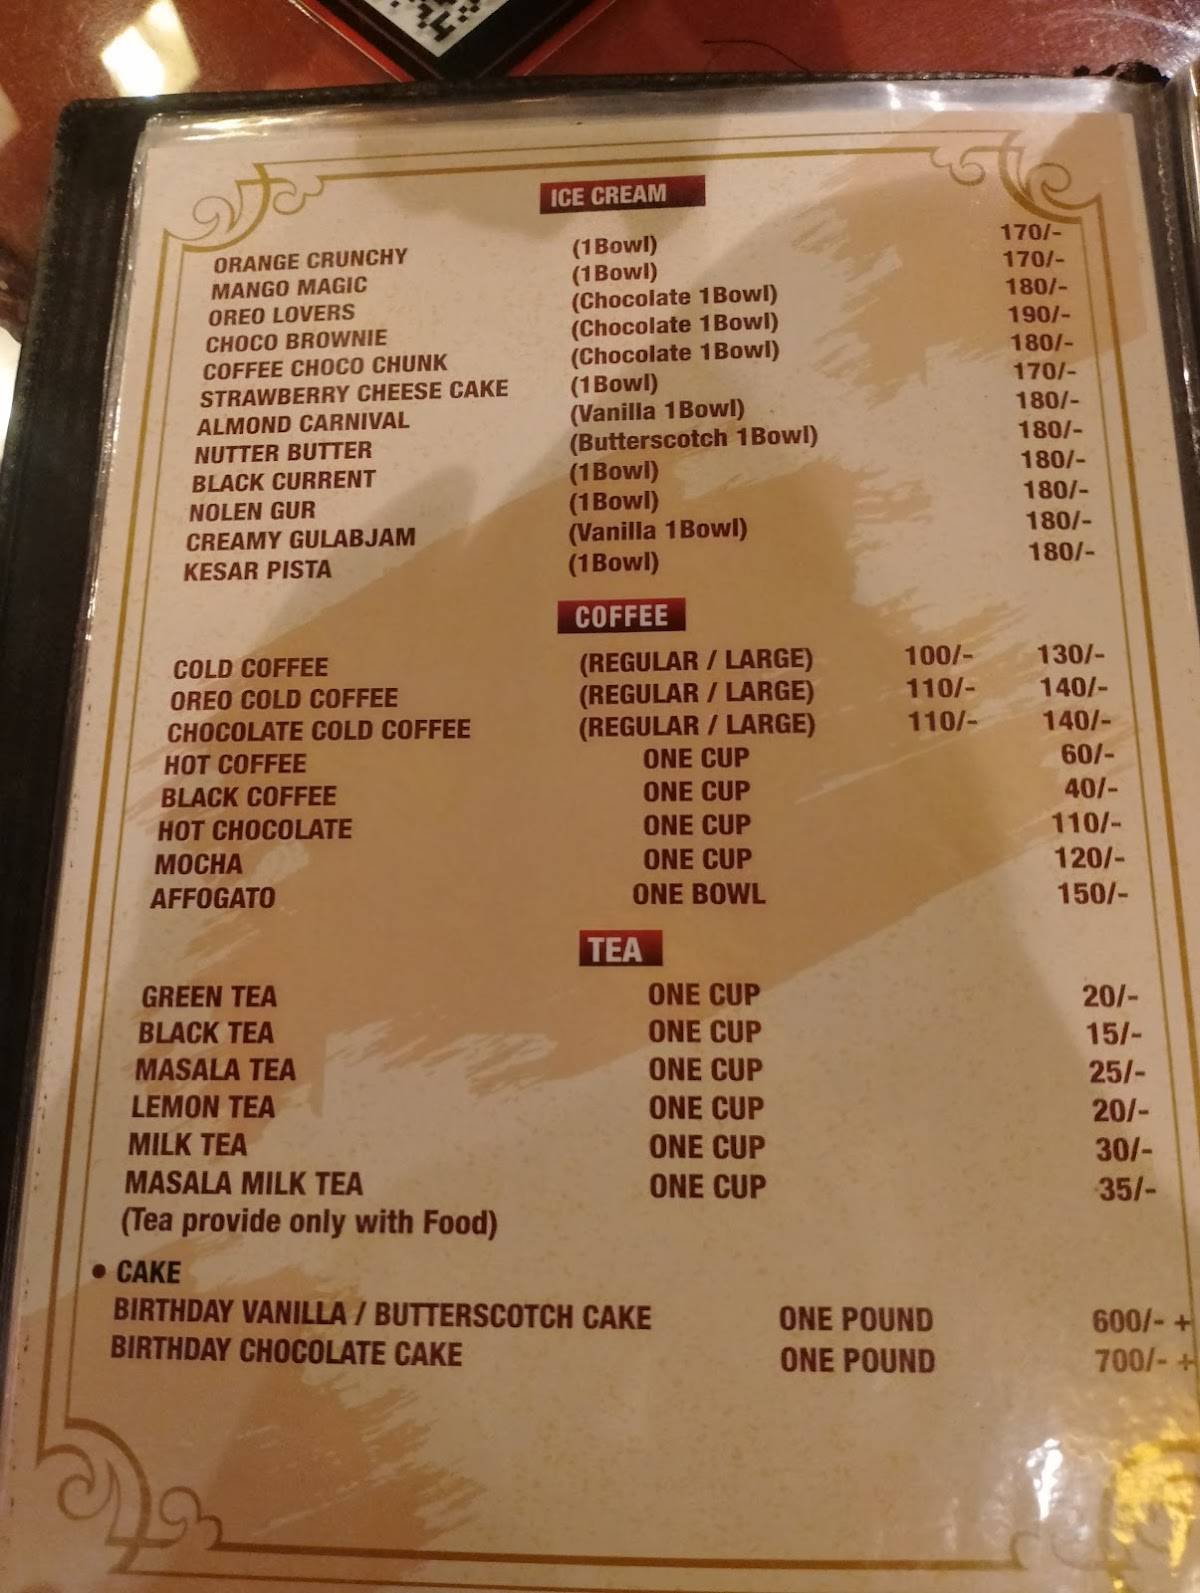 ICE CREAM
ORANGE CRUNCHY (1Bowl) 170/-
MANGO MAGIC (1Bowl) 170/-
OREO LOVERS (Chocolate 1Bowl) 180/-
CHOCO BROWNIE (Chocolate 1Bowl) 190/-
COFFEE CHOCO CHUNK (Chocolate 1Bowl) 180/-
STRAWBERRY CHEESE CAKE (1Bowl) 170/-
ALMOND CARNIVAL (Vanilla 1Bowl) 180/-
NUTTER BUTTER (Butterscotch 1Bowl) 180/-
BLACK CURRENT (1Bowl) 180/-
NOLEN GUR (1Bowl) 180/-
CREAMY GULABJAM (Vanilla 1Bowl) 180/-
KESAR PISTA (1Bowl) 180/-
COFFEE
COLD COFFEE (REGULAR / LARGE) 100/- 130/-
OREO COLD COFFEE (REGULAR / LARGE) 110/- 140/-
CHOCOLATE COLD COFFEE (REGULAR / LARGE) 110/- 140/-
HOT COFFEE ONE CUP 60/-
BLACK COFFEE ONE CUP 40/-
HOT CHOCOLATE ONE CUP 110/-
MOCHA ONE CUP 120/-
AFFOGATO ONE BOWL 150/-
TEA
GREEN TEA ONE CUP 20/-
BLACK TEA ONE CUP 15/-
MASALA TEA ONE CUP 25/-
LEMON TEA ONE CUP 20/-
MILK TEA ONE CUP 30/-
MASALA MILK TEA ONE CUP 35/-
(Tea provide only with Food)
• CAKE
BIRTHDAY VANILLA / BUTTERSCOTCH CAKE ONE POUND 600/- +
BIRTHDAY CHOCOLATE CAKE ONE POUND 700/- +